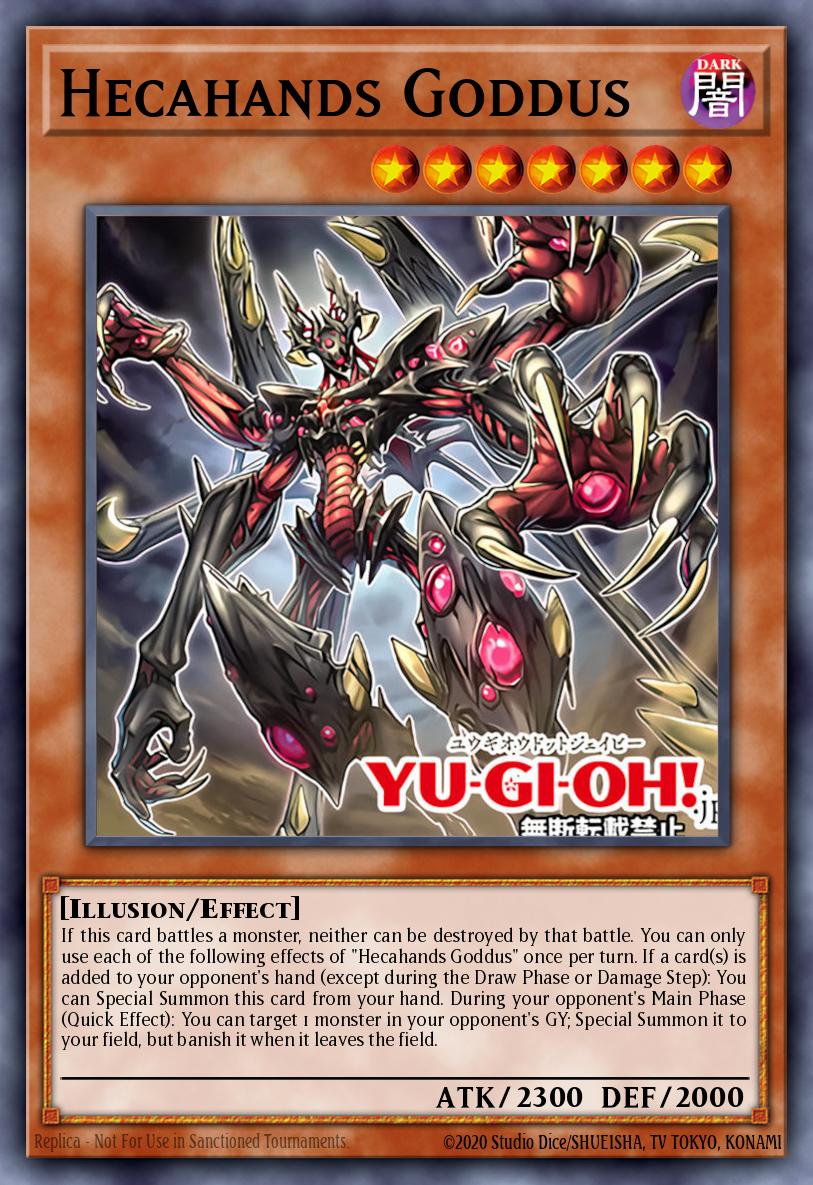 Hecahands Goddus
DARK
闇
ユウギオウドットジェイピー
YU-GI-OH!
.jp
無断転載禁止
[Illusion/Effect]
If this card battles a monster, neither can be destroyed by that battle. You can only
use each of the following effects of "Hecahands Goddus" once per turn. If a card(s) is
added to your opponent's hand (except during the Draw Phase or Damage Step): You
can Special Summon this card from your hand. During your opponent's Main Phase
(Quick Effect): You can target 1 monster in your opponent's GY; Special Summon it to
your field, but banish it when it leaves the field.
ATK/2300 DEF/2000
Replica - Not For Use in Sanctioned Tournaments.
©2020 Studio Dice/SHUEISHA, TV TOKYO, KONAMI